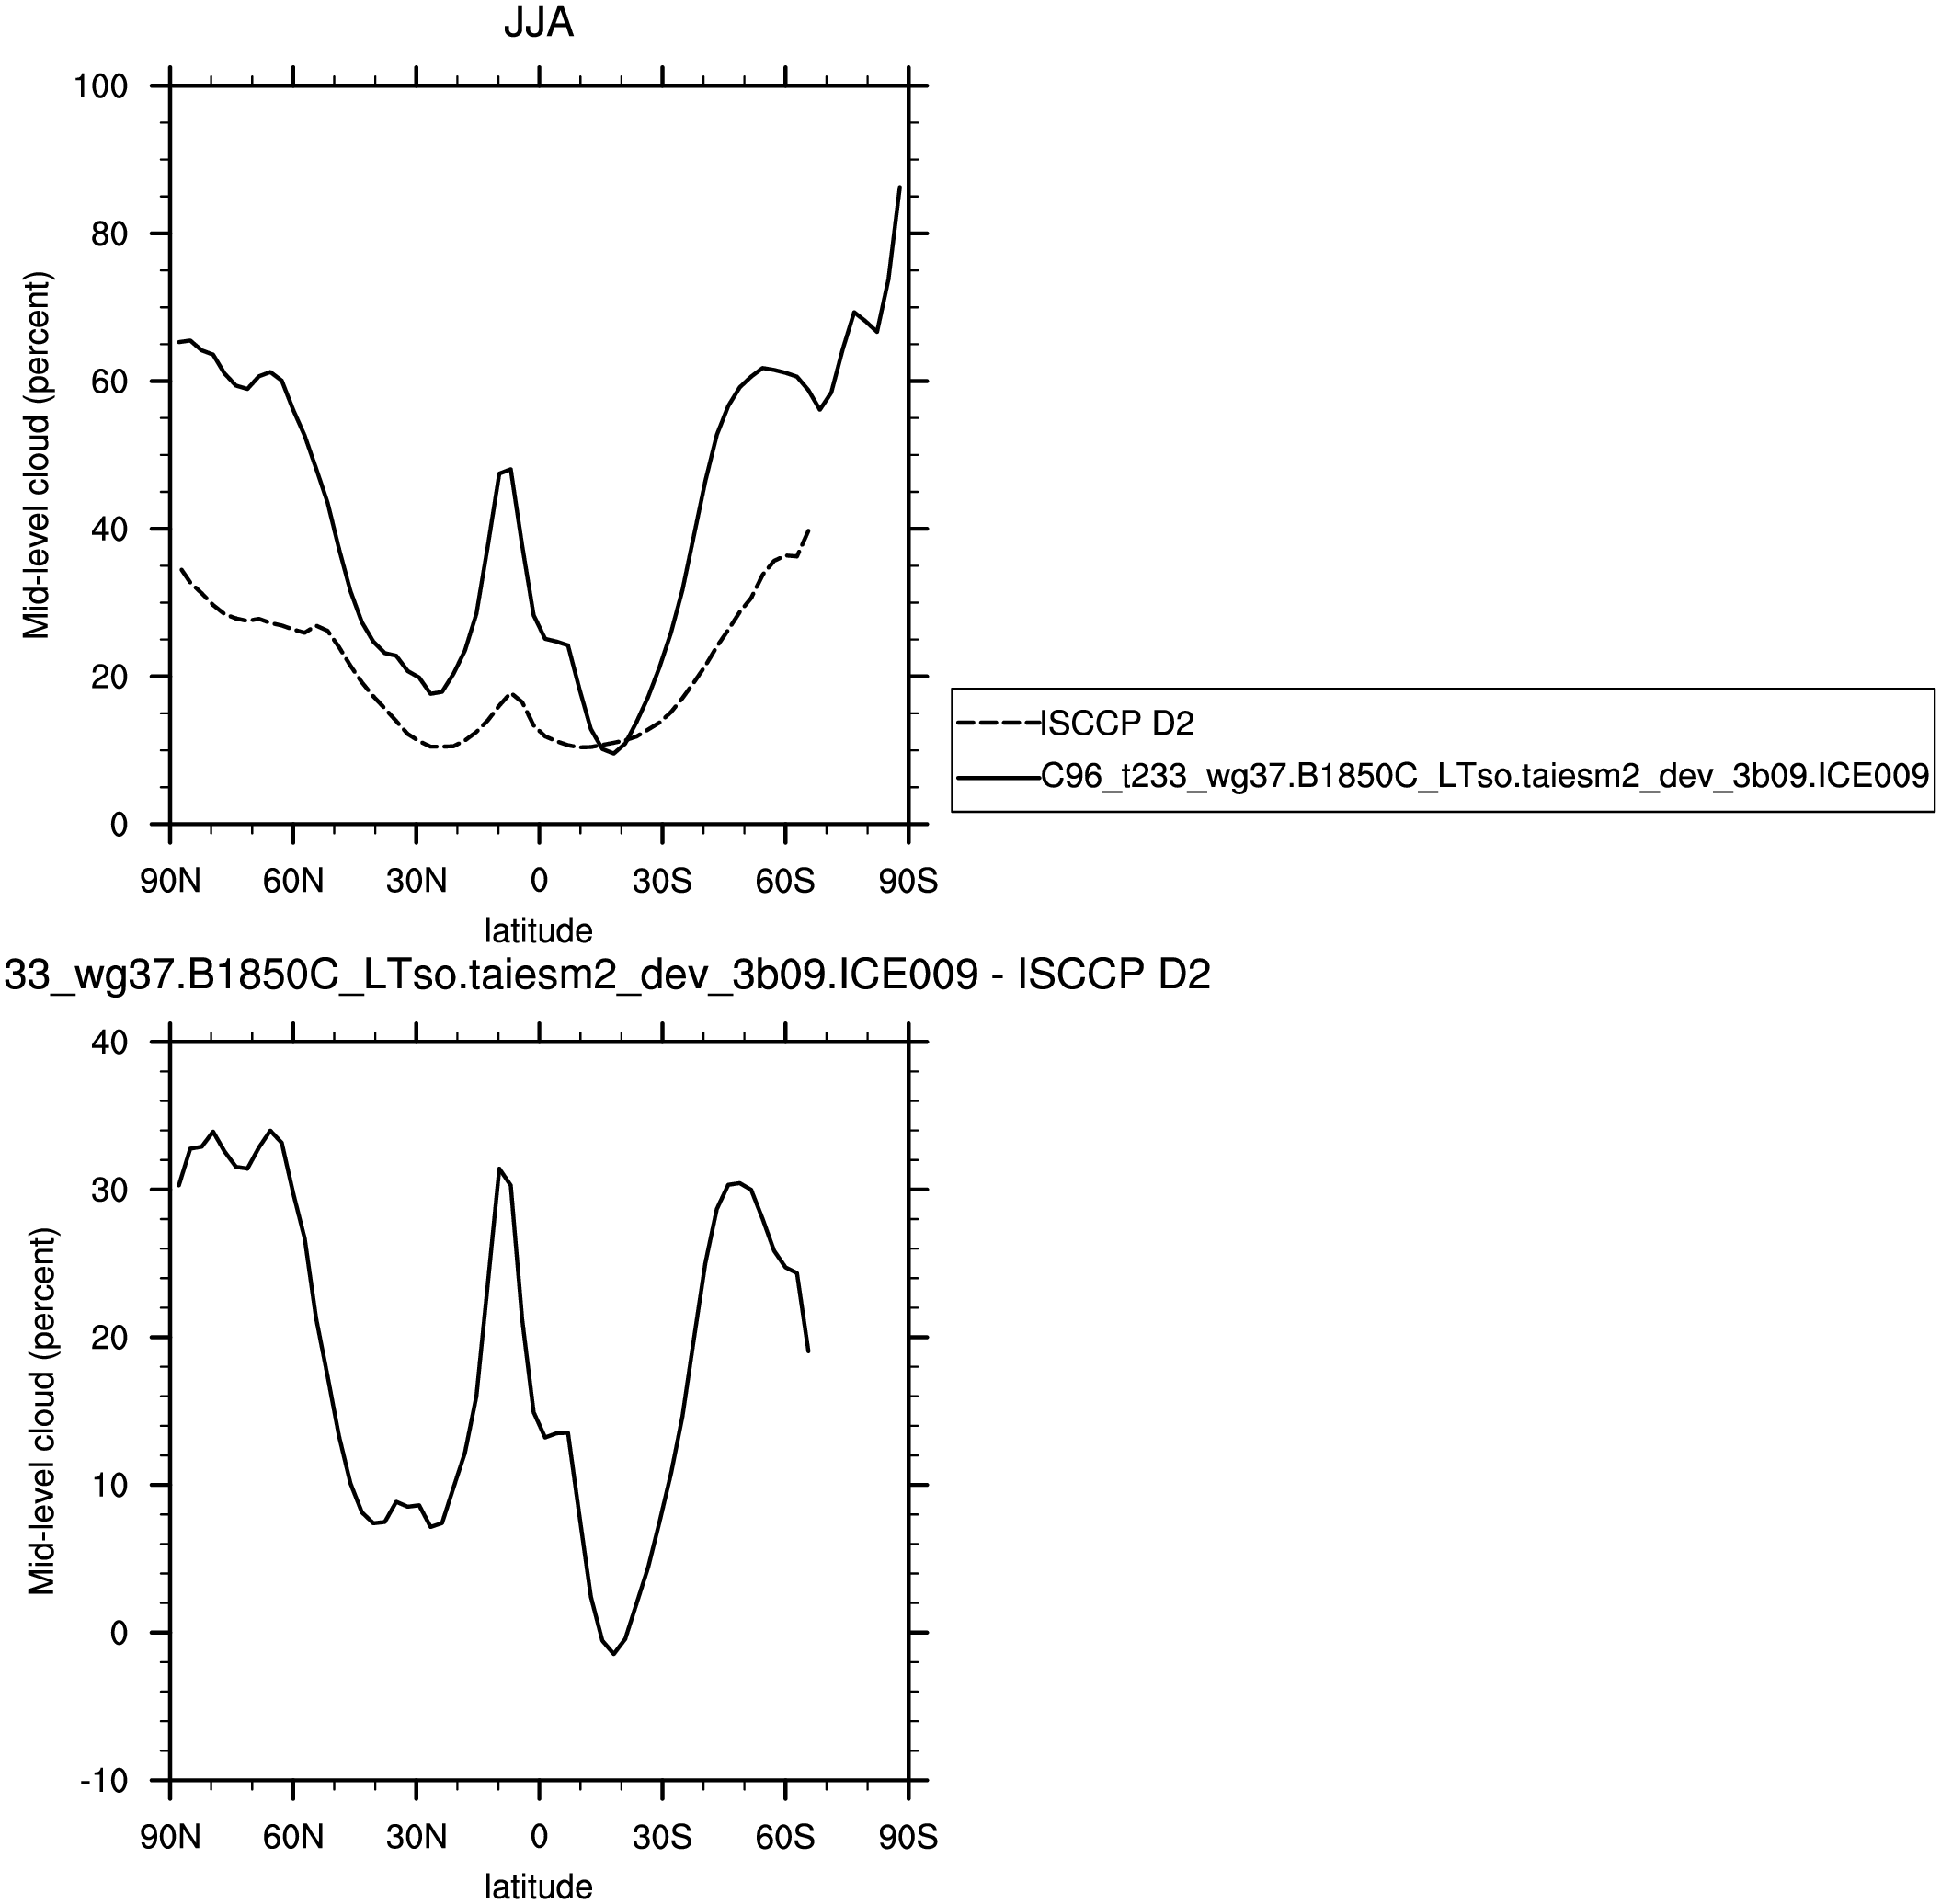 JJA
100
80
60
40
20
0
Mid-level cloud (percent)
90N 60N 30N 0 30S 60S 90S
latitude
ISCCP D2
C96_t233_wg37.B1850C_LTso.taiesm2_dev_3b09.ICE009
33_wg37.B1850C_LTso.taiesm2_dev_3b09.ICE009 - ISCCP D2
40
30
20
10
0
-10
Mid-level cloud (percent)
90N 60N 30N 0 30S 60S 90S
latitude